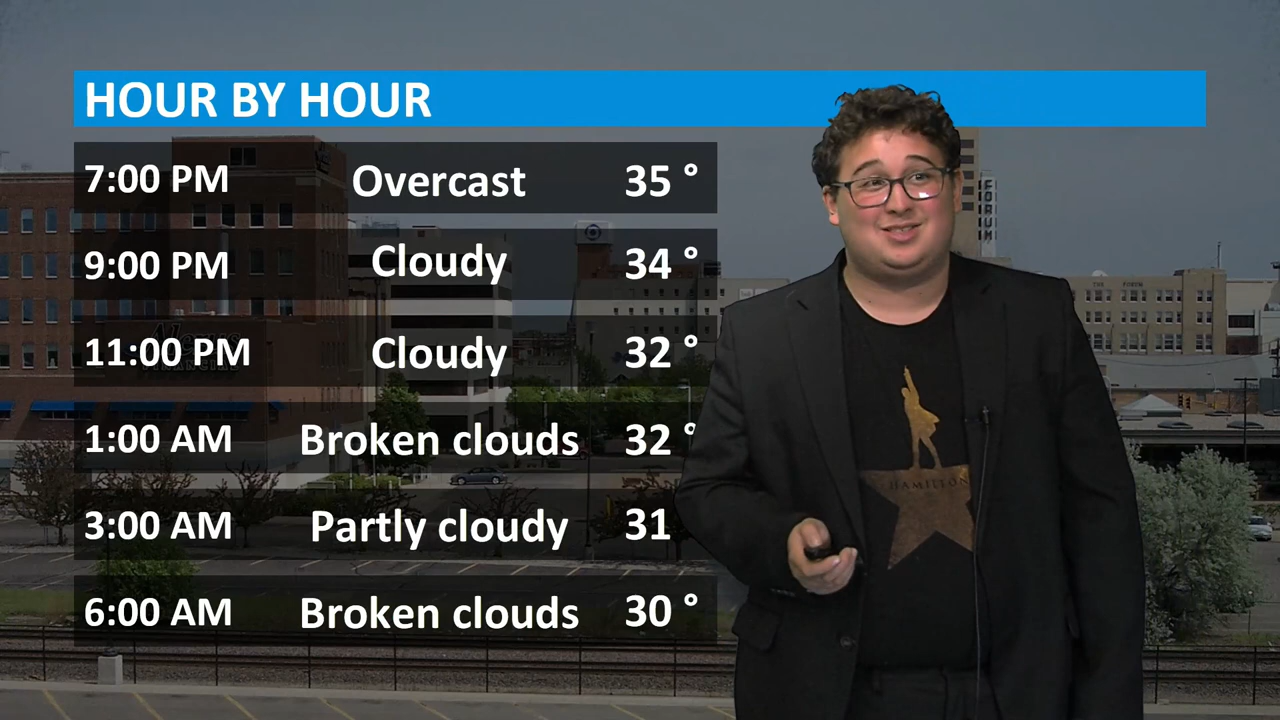 HOUR BY HOUR
7:00 PM Overcast 35 °
9:00 PM Cloudy 34 °
11:00 PM Cloudy 32 °
1:00 AM Broken clouds 32 °
3:00 AM Partly cloudy 31
6:00 AM Broken clouds 30 °
FORUM
THE FORUM
HAMILTON